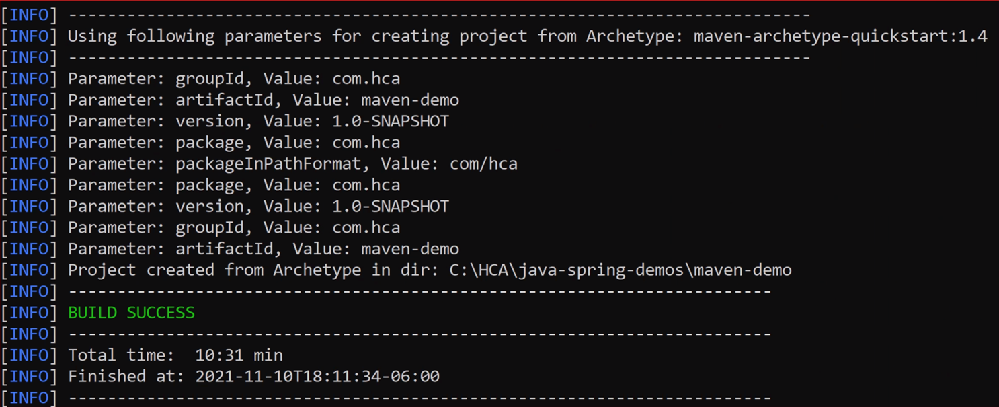 [INFO] ----------------------------------------------------------------------------
[INFO] Using following parameters for creating project from Archetype: maven-archetype-quickstart:1.4
[INFO] ----------------------------------------------------------------------------
[INFO] Parameter: groupId, Value: com.hca
[INFO] Parameter: artifactId, Value: maven-demo
[INFO] Parameter: version, Value: 1.0-SNAPSHOT
[INFO] Parameter: package, Value: com.hca
[INFO] Parameter: packageInPathFormat, Value: com/hca
[INFO] Parameter: package, Value: com.hca
[INFO] Parameter: version, Value: 1.0-SNAPSHOT
[INFO] Parameter: groupId, Value: com.hca
[INFO] Parameter: artifactId, Value: maven-demo
[INFO] Project created from Archetype in dir: C:\HCA\java-spring-demos\maven-demo
[INFO] ------------------------------------------------------------------------
[INFO] BUILD SUCCESS
[INFO] ------------------------------------------------------------------------
[INFO] Total time:  10:31 min
[INFO] Finished at: 2021-11-10T18:11:34-06:00
[INFO] ------------------------------------------------------------------------